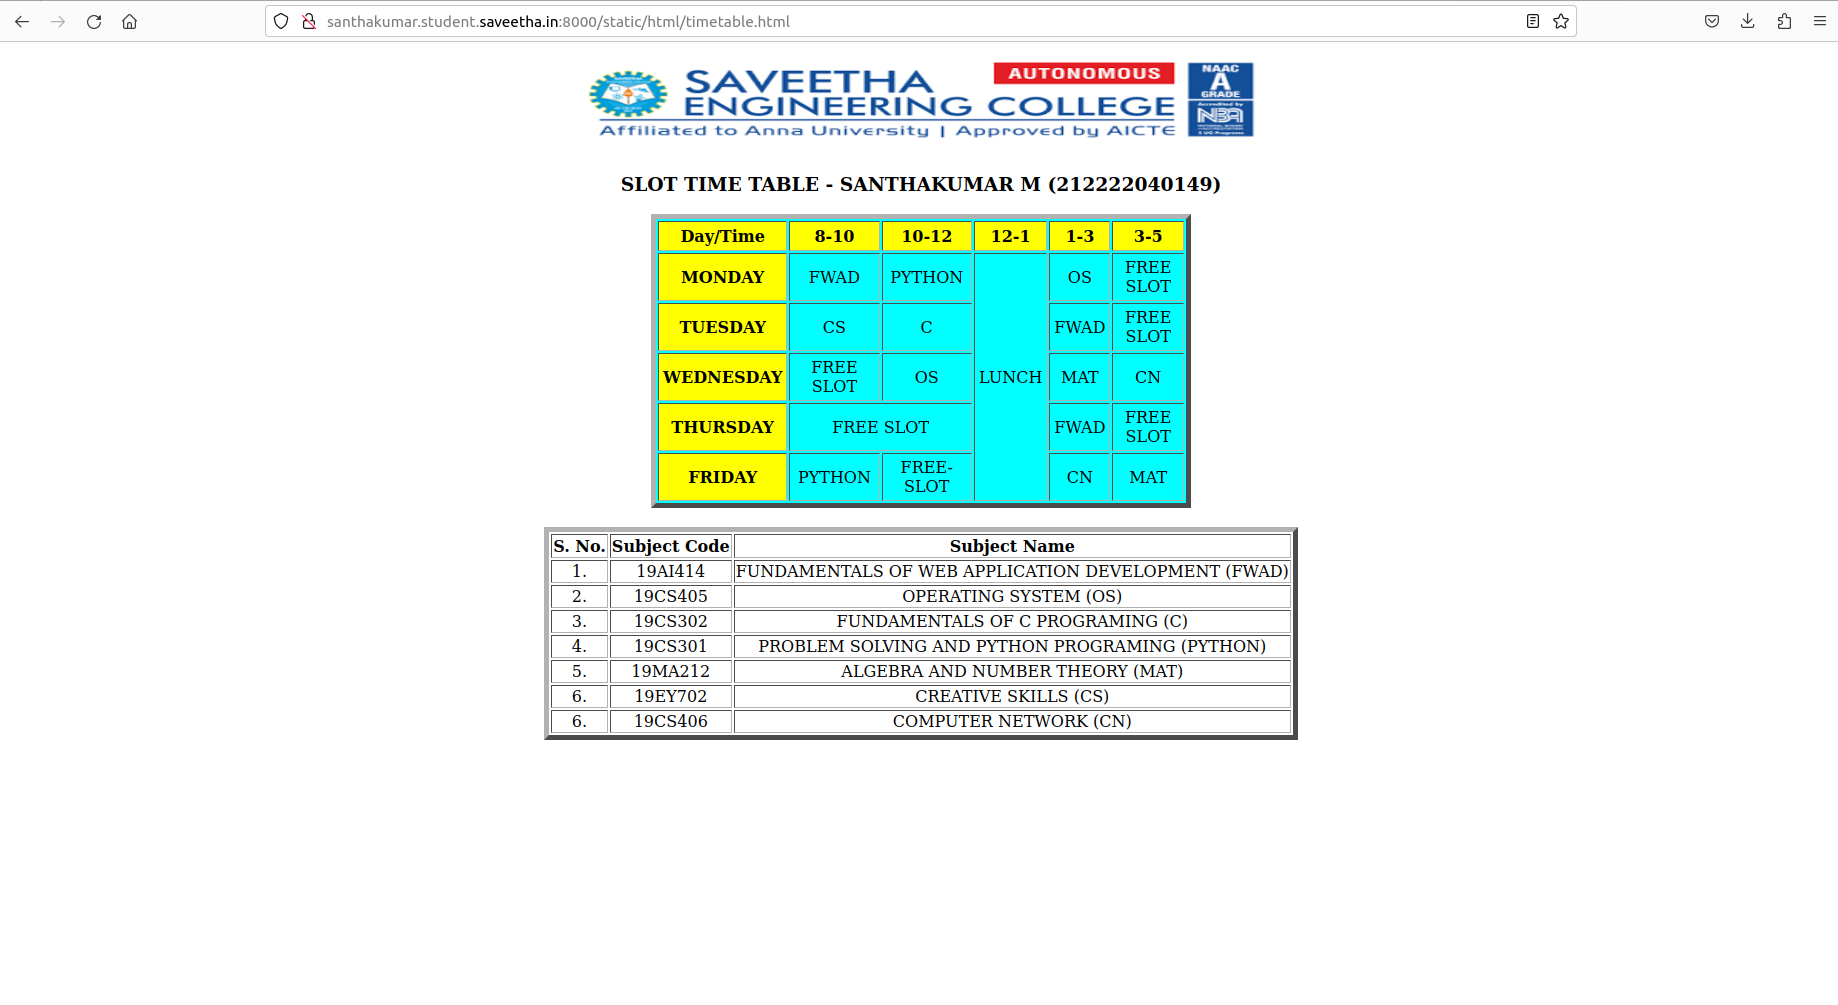 santhakumar.student.saveetha.in:8000/static/html/timetable.html
SAVEETHA AUTONOMOUS
ENGINEERING COLLEGE
Affiliated to Anna University | Approved by AICTE
NAAC
A
GRADE
Accredited by
NBA
SLOT TIME TABLE - SANTHAKUMAR M (212222040149)
Day/Time 8-10 10-12 12-1 1-3 3-5
MONDAY FWAD PYTHON OS FREE SLOT
TUESDAY CS C FWAD FREE SLOT
WEDNESDAY FREE SLOT OS LUNCH MAT CN
THURSDAY FREE SLOT FWAD FREE SLOT
FRIDAY PYTHON FREE-SLOT CN MAT
S. No. Subject Code Subject Name
1. 19AI414 FUNDAMENTALS OF WEB APPLICATION DEVELOPMENT (FWAD)
2. 19CS405 OPERATING SYSTEM (OS)
3. 19CS302 FUNDAMENTALS OF C PROGRAMING (C)
4. 19CS301 PROBLEM SOLVING AND PYTHON PROGRAMING (PYTHON)
5. 19MA212 ALGEBRA AND NUMBER THEORY (MAT)
6. 19EY702 CREATIVE SKILLS (CS)
6. 19CS406 COMPUTER NETWORK (CN)